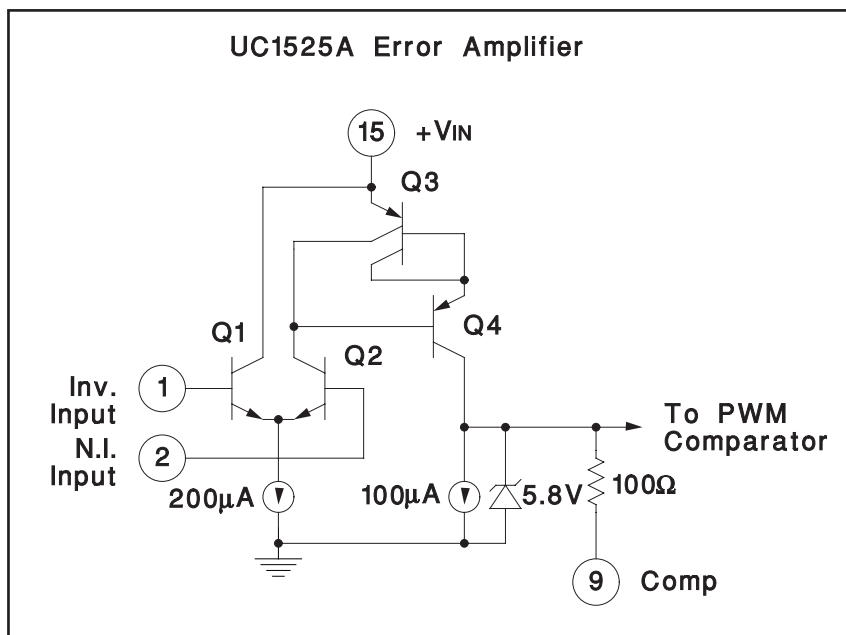 UC1525A Error Amplifier
15 +VIN
Q3
Q1
Q2
Q4
Inv.
Input
1
N.I.
Input
2
200μA
100μA
5.8V
100Ω
To PWM
Comparator
9 Comp